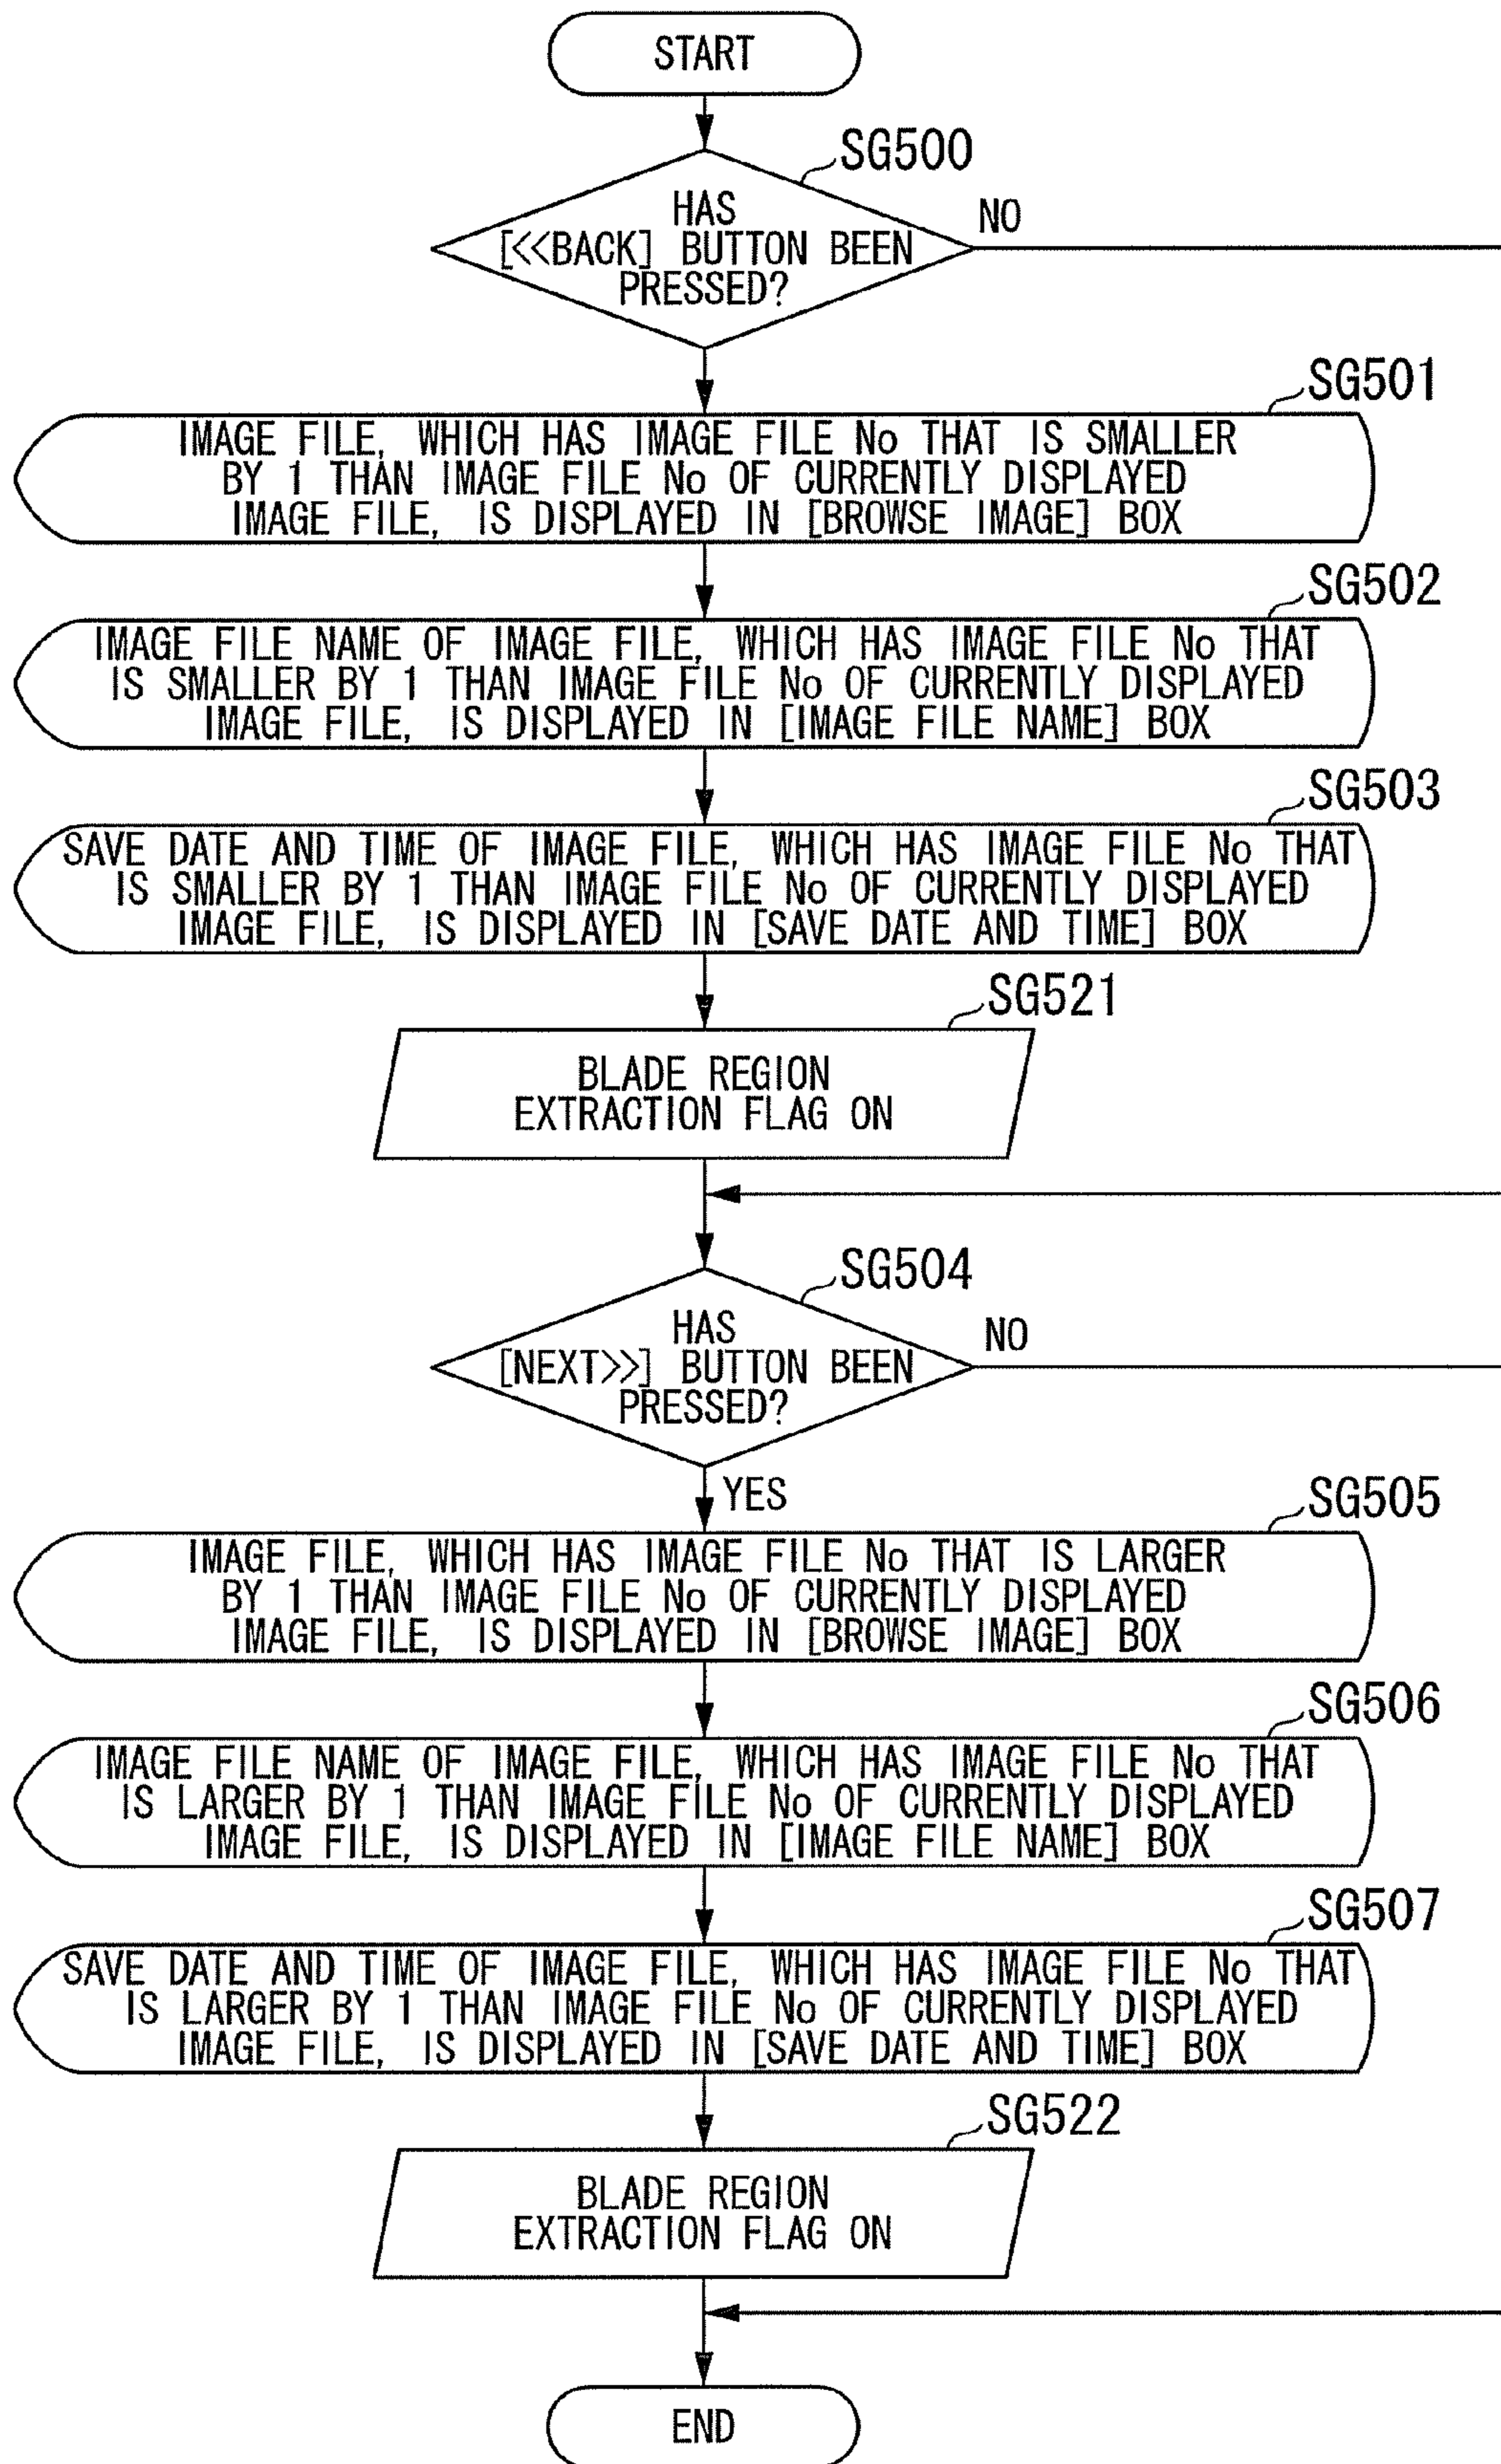 START
SG500
HAS
[<<BACK] BUTTON BEEN
PRESSED?
NO
SG501
IMAGE FILE, WHICH HAS IMAGE FILE No THAT IS SMALLER
BY 1 THAN IMAGE FILE No OF CURRENTLY DISPLAYED
IMAGE FILE, IS DISPLAYED IN [BROWSE IMAGE] BOX
SG502
IMAGE FILE NAME OF IMAGE FILE, WHICH HAS IMAGE FILE No THAT
IS SMALLER BY 1 THAN IMAGE FILE No OF CURRENTLY DISPLAYED
IMAGE FILE, IS DISPLAYED IN [IMAGE FILE NAME] BOX
SG503
SAVE DATE AND TIME OF IMAGE FILE, WHICH HAS IMAGE FILE No THAT
IS SMALLER BY 1 THAN IMAGE FILE No OF CURRENTLY DISPLAYED
IMAGE FILE, IS DISPLAYED IN [SAVE DATE AND TIME] BOX
SG521
BLADE REGION
EXTRACTION FLAG ON
SG504
HAS
[NEXT>>] BUTTON BEEN
PRESSED?
NO
YES
SG505
IMAGE FILE, WHICH HAS IMAGE FILE No THAT IS LARGER
BY 1 THAN IMAGE FILE No OF CURRENTLY DISPLAYED
IMAGE FILE, IS DISPLAYED IN [BROWSE IMAGE] BOX
SG506
IMAGE FILE NAME OF IMAGE FILE, WHICH HAS IMAGE FILE No THAT
IS LARGER BY 1 THAN IMAGE FILE No OF CURRENTLY DISPLAYED
IMAGE FILE, IS DISPLAYED IN [IMAGE FILE NAME] BOX
SG507
SAVE DATE AND TIME OF IMAGE FILE, WHICH HAS IMAGE FILE No THAT
IS LARGER BY 1 THAN IMAGE FILE No OF CURRENTLY DISPLAYED
IMAGE FILE, IS DISPLAYED IN [SAVE DATE AND TIME] BOX
SG522
BLADE REGION
EXTRACTION FLAG ON
END